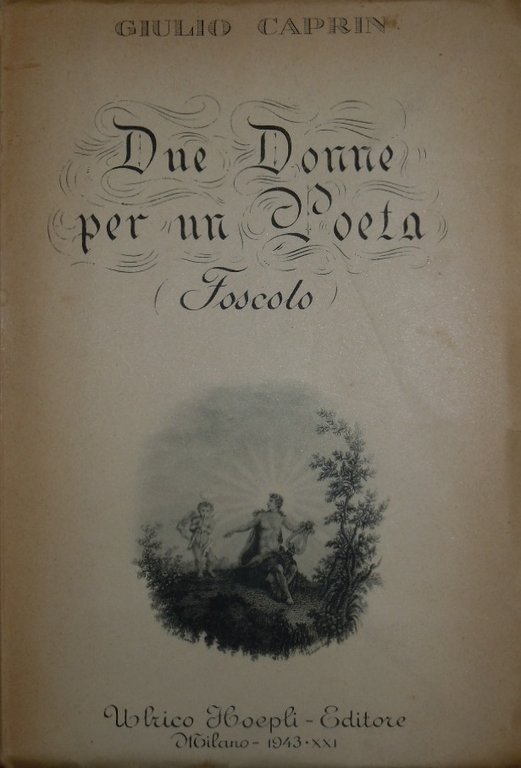 GIULIO CAPRIN
Due Donne
per un Poeta
(Foscolo)
Ulrico Hoepli - Editore
Milano - 1943 · XXI